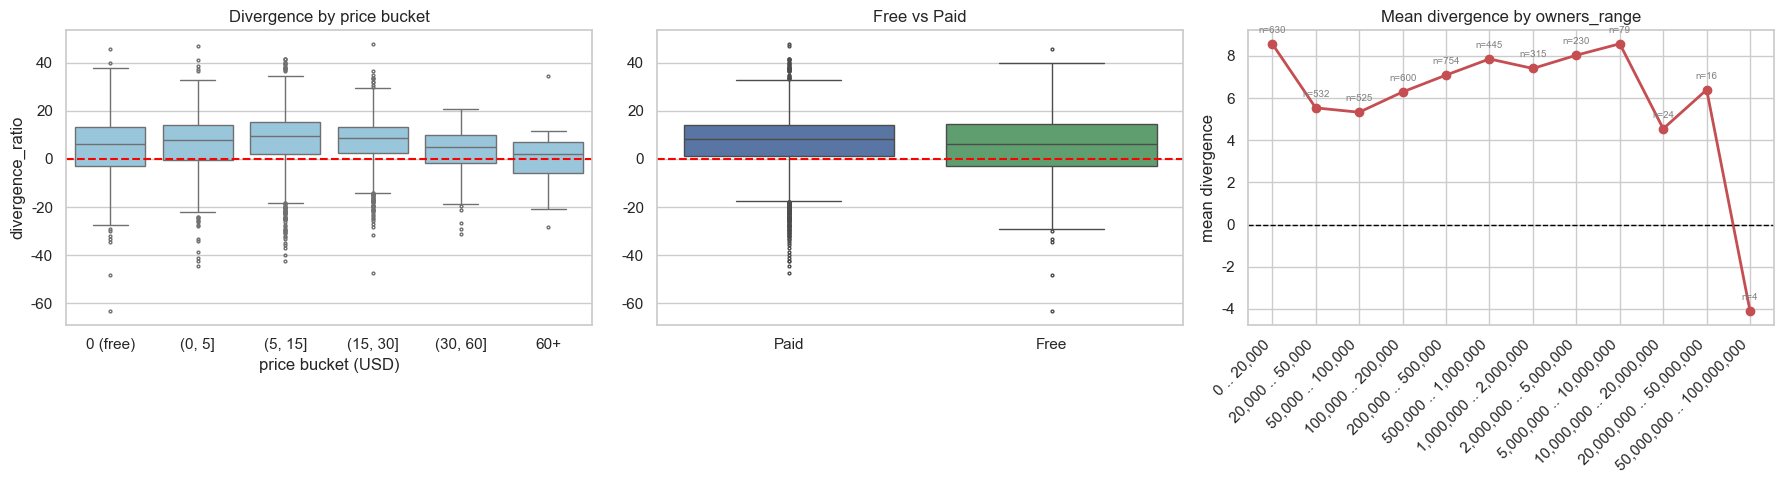 Divergence by price bucket
divergence_ratio
40
20
0
-20
-40
-60
0 (free)
(0, 5]
(5, 15]
(15, 30]
(30, 60]
60+
price bucket (USD)
Free vs Paid
40
20
0
-20
-40
-60
Paid
Free
Mean divergence by owners_range
mean divergence
8
6
4
2
0
-2
-4
n=630
n=532
n=525
n=600
n=754
n=445
n=315
n=230
n=79
n=24
n=16
n=4
0 .. 20,000
20,000 .. 50,000
50,000 .. 100,000
100,000 .. 200,000
200,000 .. 500,000
500,000 .. 1,000,000
1,000,000 .. 2,000,000
2,000,000 .. 5,000,000
5,000,000 .. 10,000,000
10,000,000 .. 20,000,000
20,000,000 .. 50,000,000
50,000,000 .. 100,000,000